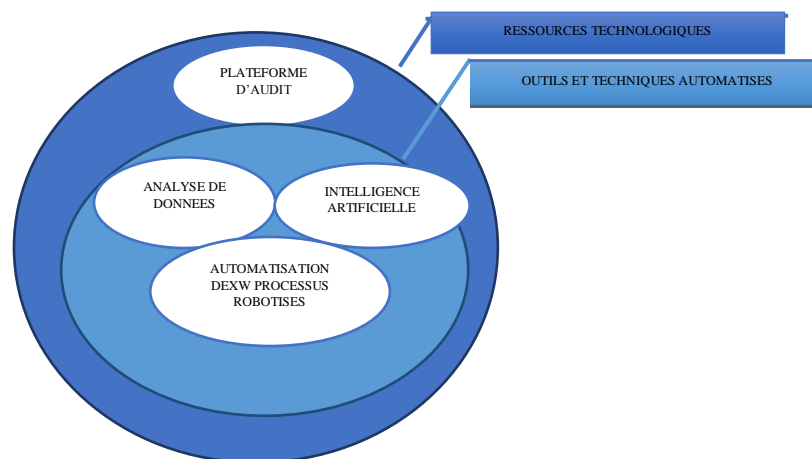 RESSOURCES TECHNOLOGIQUES
OUTILS ET TECHNIQUES AUTOMATISES
PLATEFORME
D’AUDIT
ANALYSE DE
DONNEES
INTELLIGENCE
ARTIFICIELLE
AUTOMATISATION
DEXW PROCESSUS
ROBOTISES